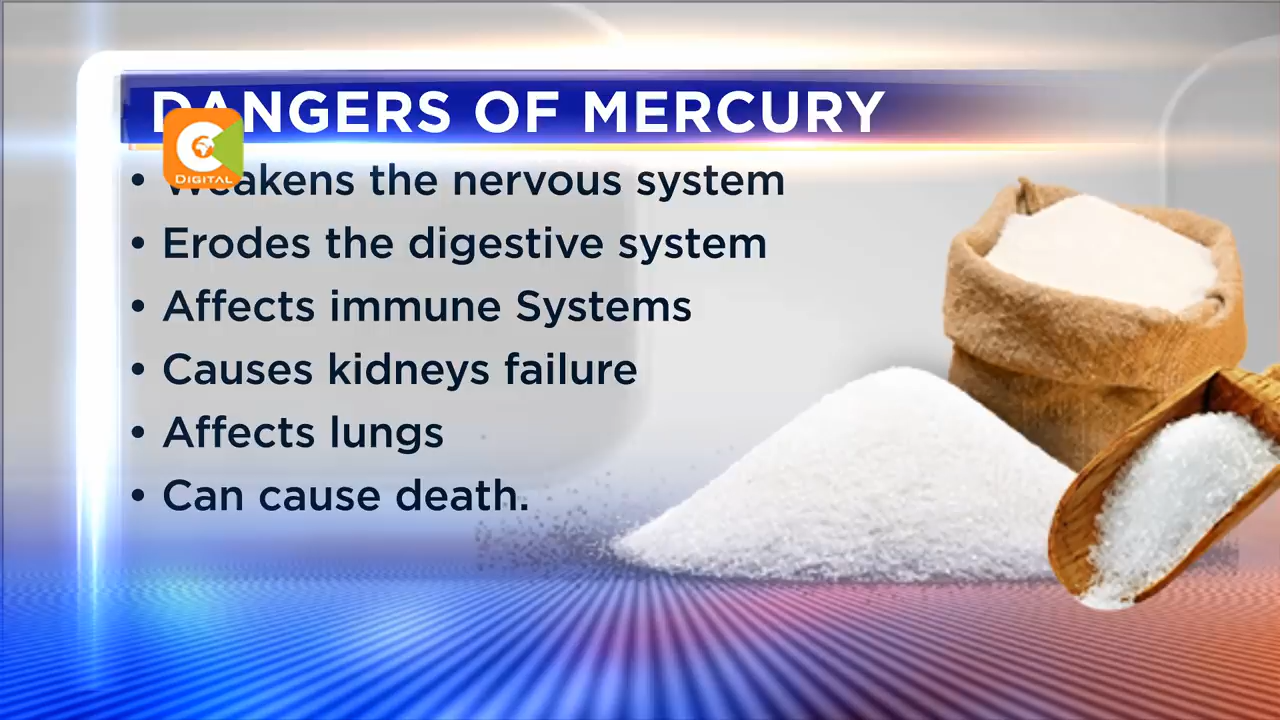 DANGERS OF MERCURY
C
DIGITAL
• Weakens the nervous system
• Erodes the digestive system
• Affects immune Systems
• Causes kidneys failure
• Affects lungs
• Can cause death.